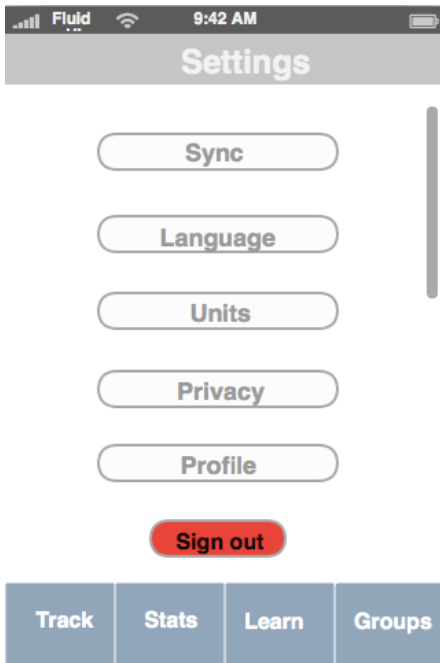 Fluid 9:42 AM
Settings
Sync
Language
Units
Privacy
Profile
Sign out
Track Stats Learn Groups